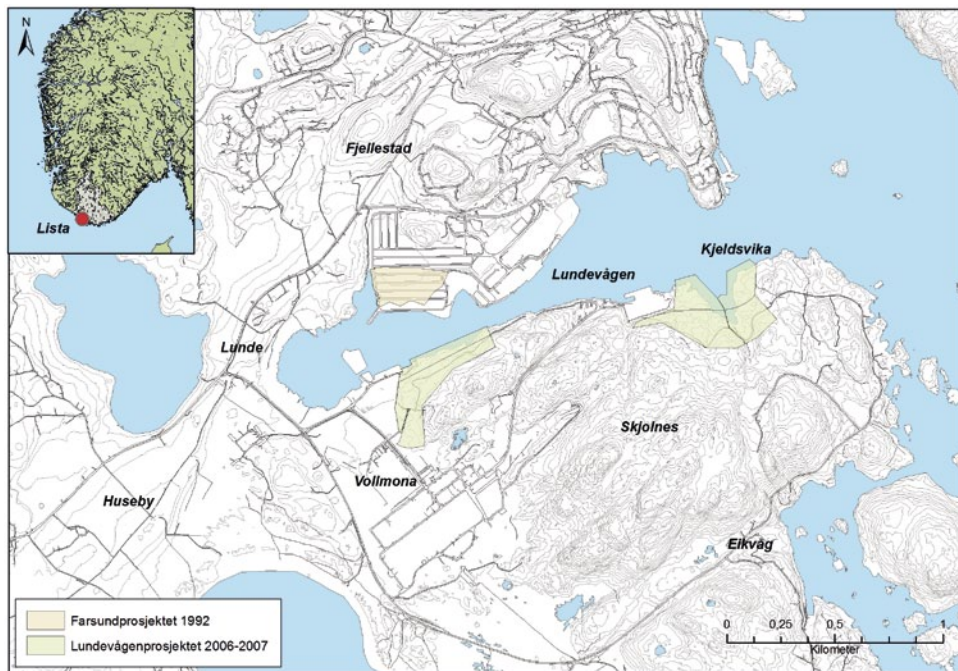 N
Lista
Fjellestad
Kjeldsvika
Lundevågen
Lunde
Skjolnes
Vollmona
Huseby
Eikvåg
Farsundprosjektet 1992
Lundevågenprosjektet 2006-2007
0 0,25 0,5 1
Kilometer